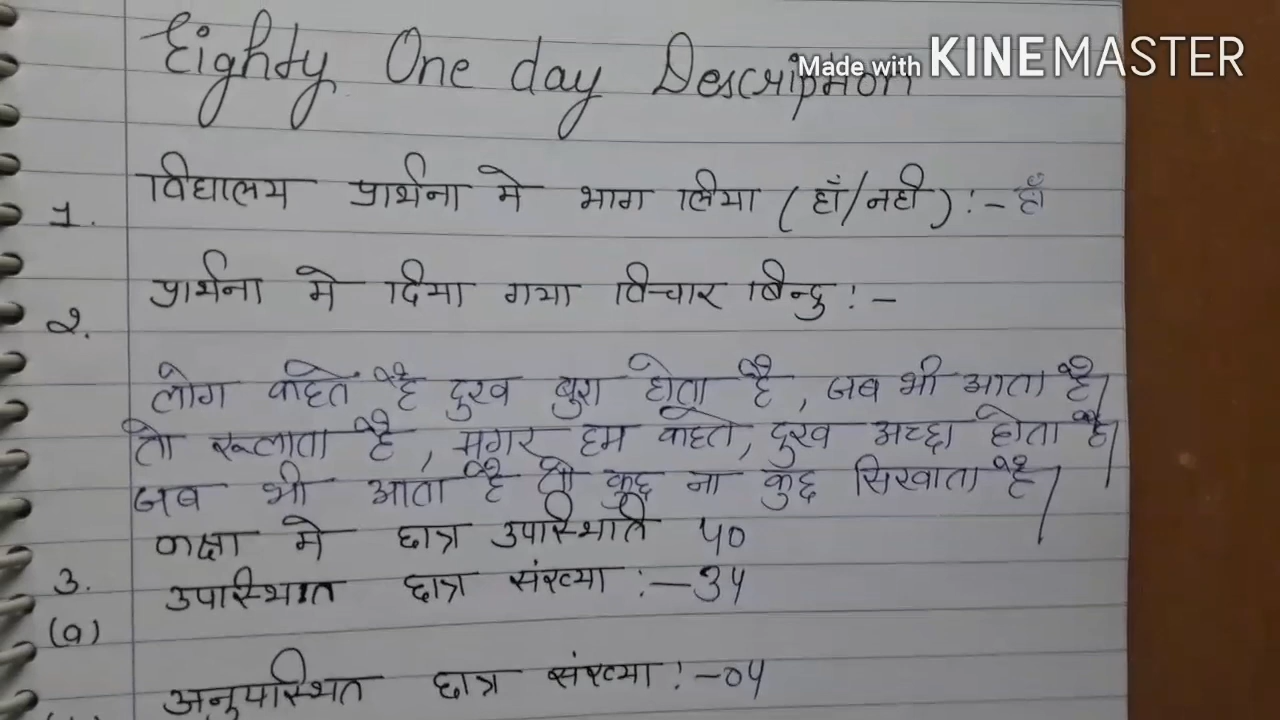 Eighty One day Description
Made with KINEMASTER
1. विद्यालय प्रार्थना मे भाग लिया (हाँ/नही) :- हाँ
2. प्रार्थना मे दिया गया विचार बिन्दु :-
लोग कहते है दुख बुरा होता है, जब भी आता है।
तो रूलाता है, मगर हम कहते, दुख अच्छा होता है।
जब भी आता है तो कुछ ना कुछ सिखाता है।
3. कक्षा मे छात्र उपस्थिति 40
(a) उपस्थित छात्र संख्या :- 34
अनुपस्थित छात्र संख्या :- 04